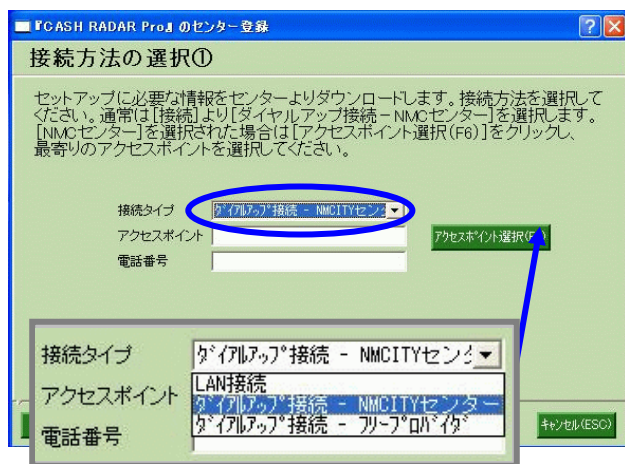 『CASH RADAR Pro』のセンター登録
接続方法の選択①
セットアップに必要な情報をセンターよりダウンロードします。接続方法を選択して
ください。通常は[接続]より[ダイヤルアップ接続－NMCセンター]を選択します。
[NMCセンター]を選択された場合は[アクセスポイント選択(F6)]をクリックし、
最寄りのアクセスポイントを選択してください。
接続タイプ
ﾀﾞｲｱﾙｱｯﾌﾟ接続 - NMCITYセンタ
アクセスポイント
ｱｸｾｽﾎﾟｲﾝﾄ選択(F
電話番号
接続タイプ
ﾀﾞｲｱﾙｱｯﾌﾟ接続 - NMCITYセンタ
アクセスポイント
LAN接続
ﾀﾞｲｱﾙｱｯﾌﾟ接続 - NMCITYセンター
ﾀﾞｲｱﾙｱｯﾌﾟ接続 - ﾌﾘｰﾌﾟﾛﾊﾞｲﾀﾞ
電話番号
ｷｬﾝｾﾙ(ESC)